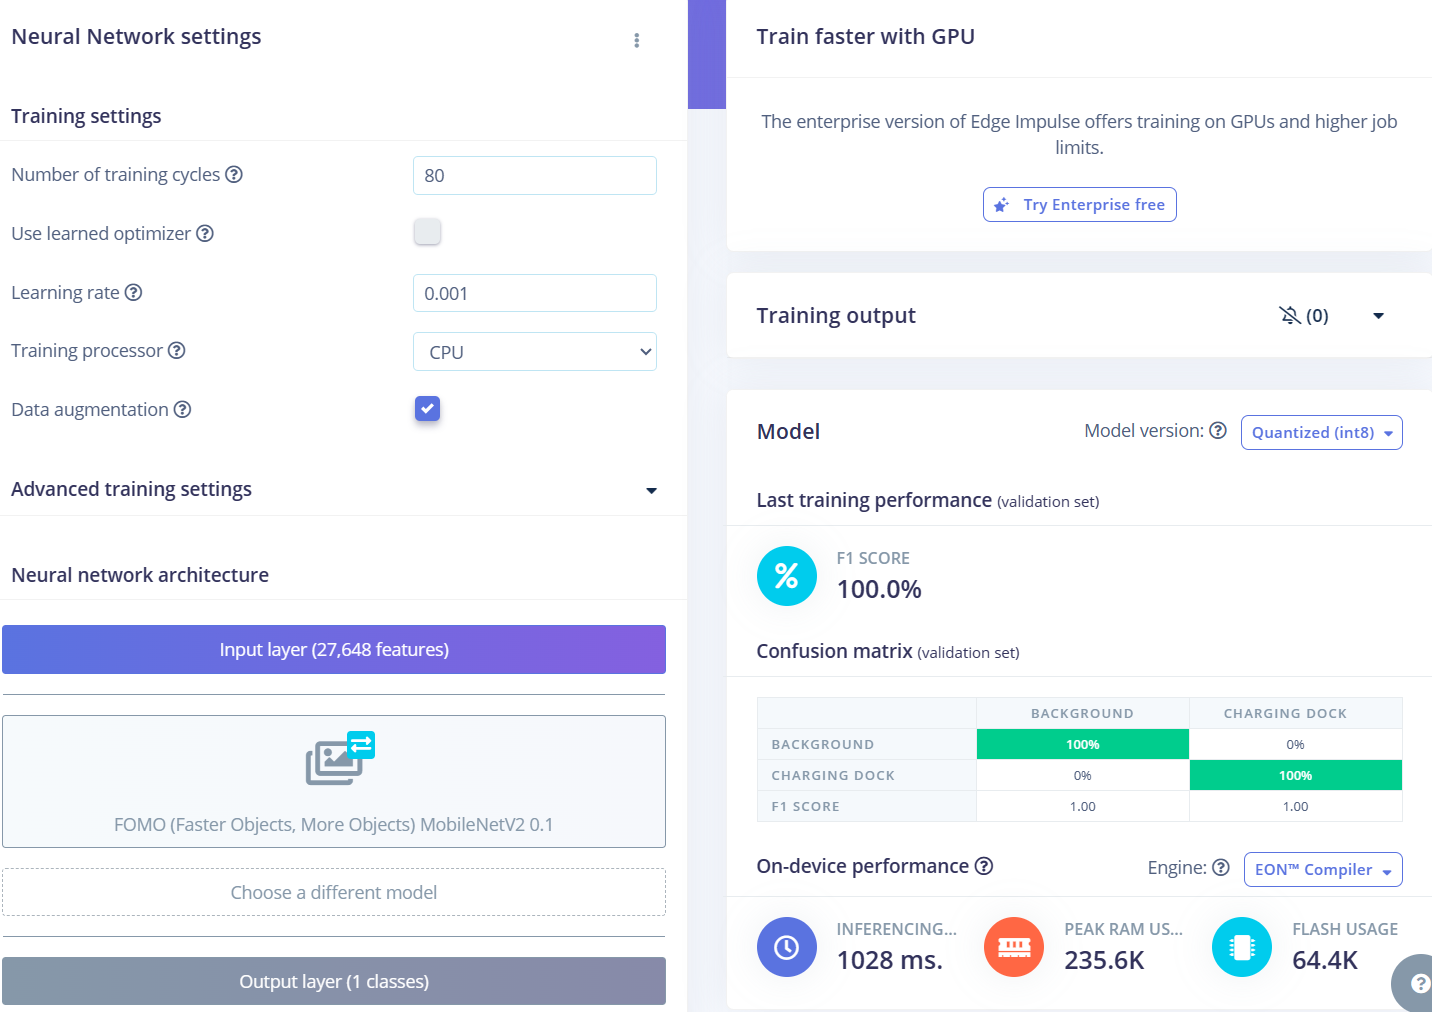 Neural Network settings
Training settings
Number of training cycles
80
Use learned optimizer
Learning rate
0.001
Training processor
CPU
Data augmentation
Advanced training settings
Neural network architecture
Input layer (27,648 features)
FOMO (Faster Objects, More Objects) MobileNetV2 0.1
Choose a different model
Output layer (1 classes)
Train faster with GPU
The enterprise version of Edge Impulse offers training on GPUs and higher job
limits.
Try Enterprise free
Training output
(0)
Model
Model version:
Quantized (int8)
Last training performance (validation set)
%
F1 SCORE
100.0%
Confusion matrix (validation set)
BACKGROUND CHARGING DOCK
BACKGROUND 100% 0%
CHARGING DOCK 0% 100%
F1 SCORE 1.00 1.00
On-device performance
Engine:
EON™ Compiler
INFERENCING...
1028 ms.
PEAK RAM US...
235.6K
FLASH USAGE
64.4K